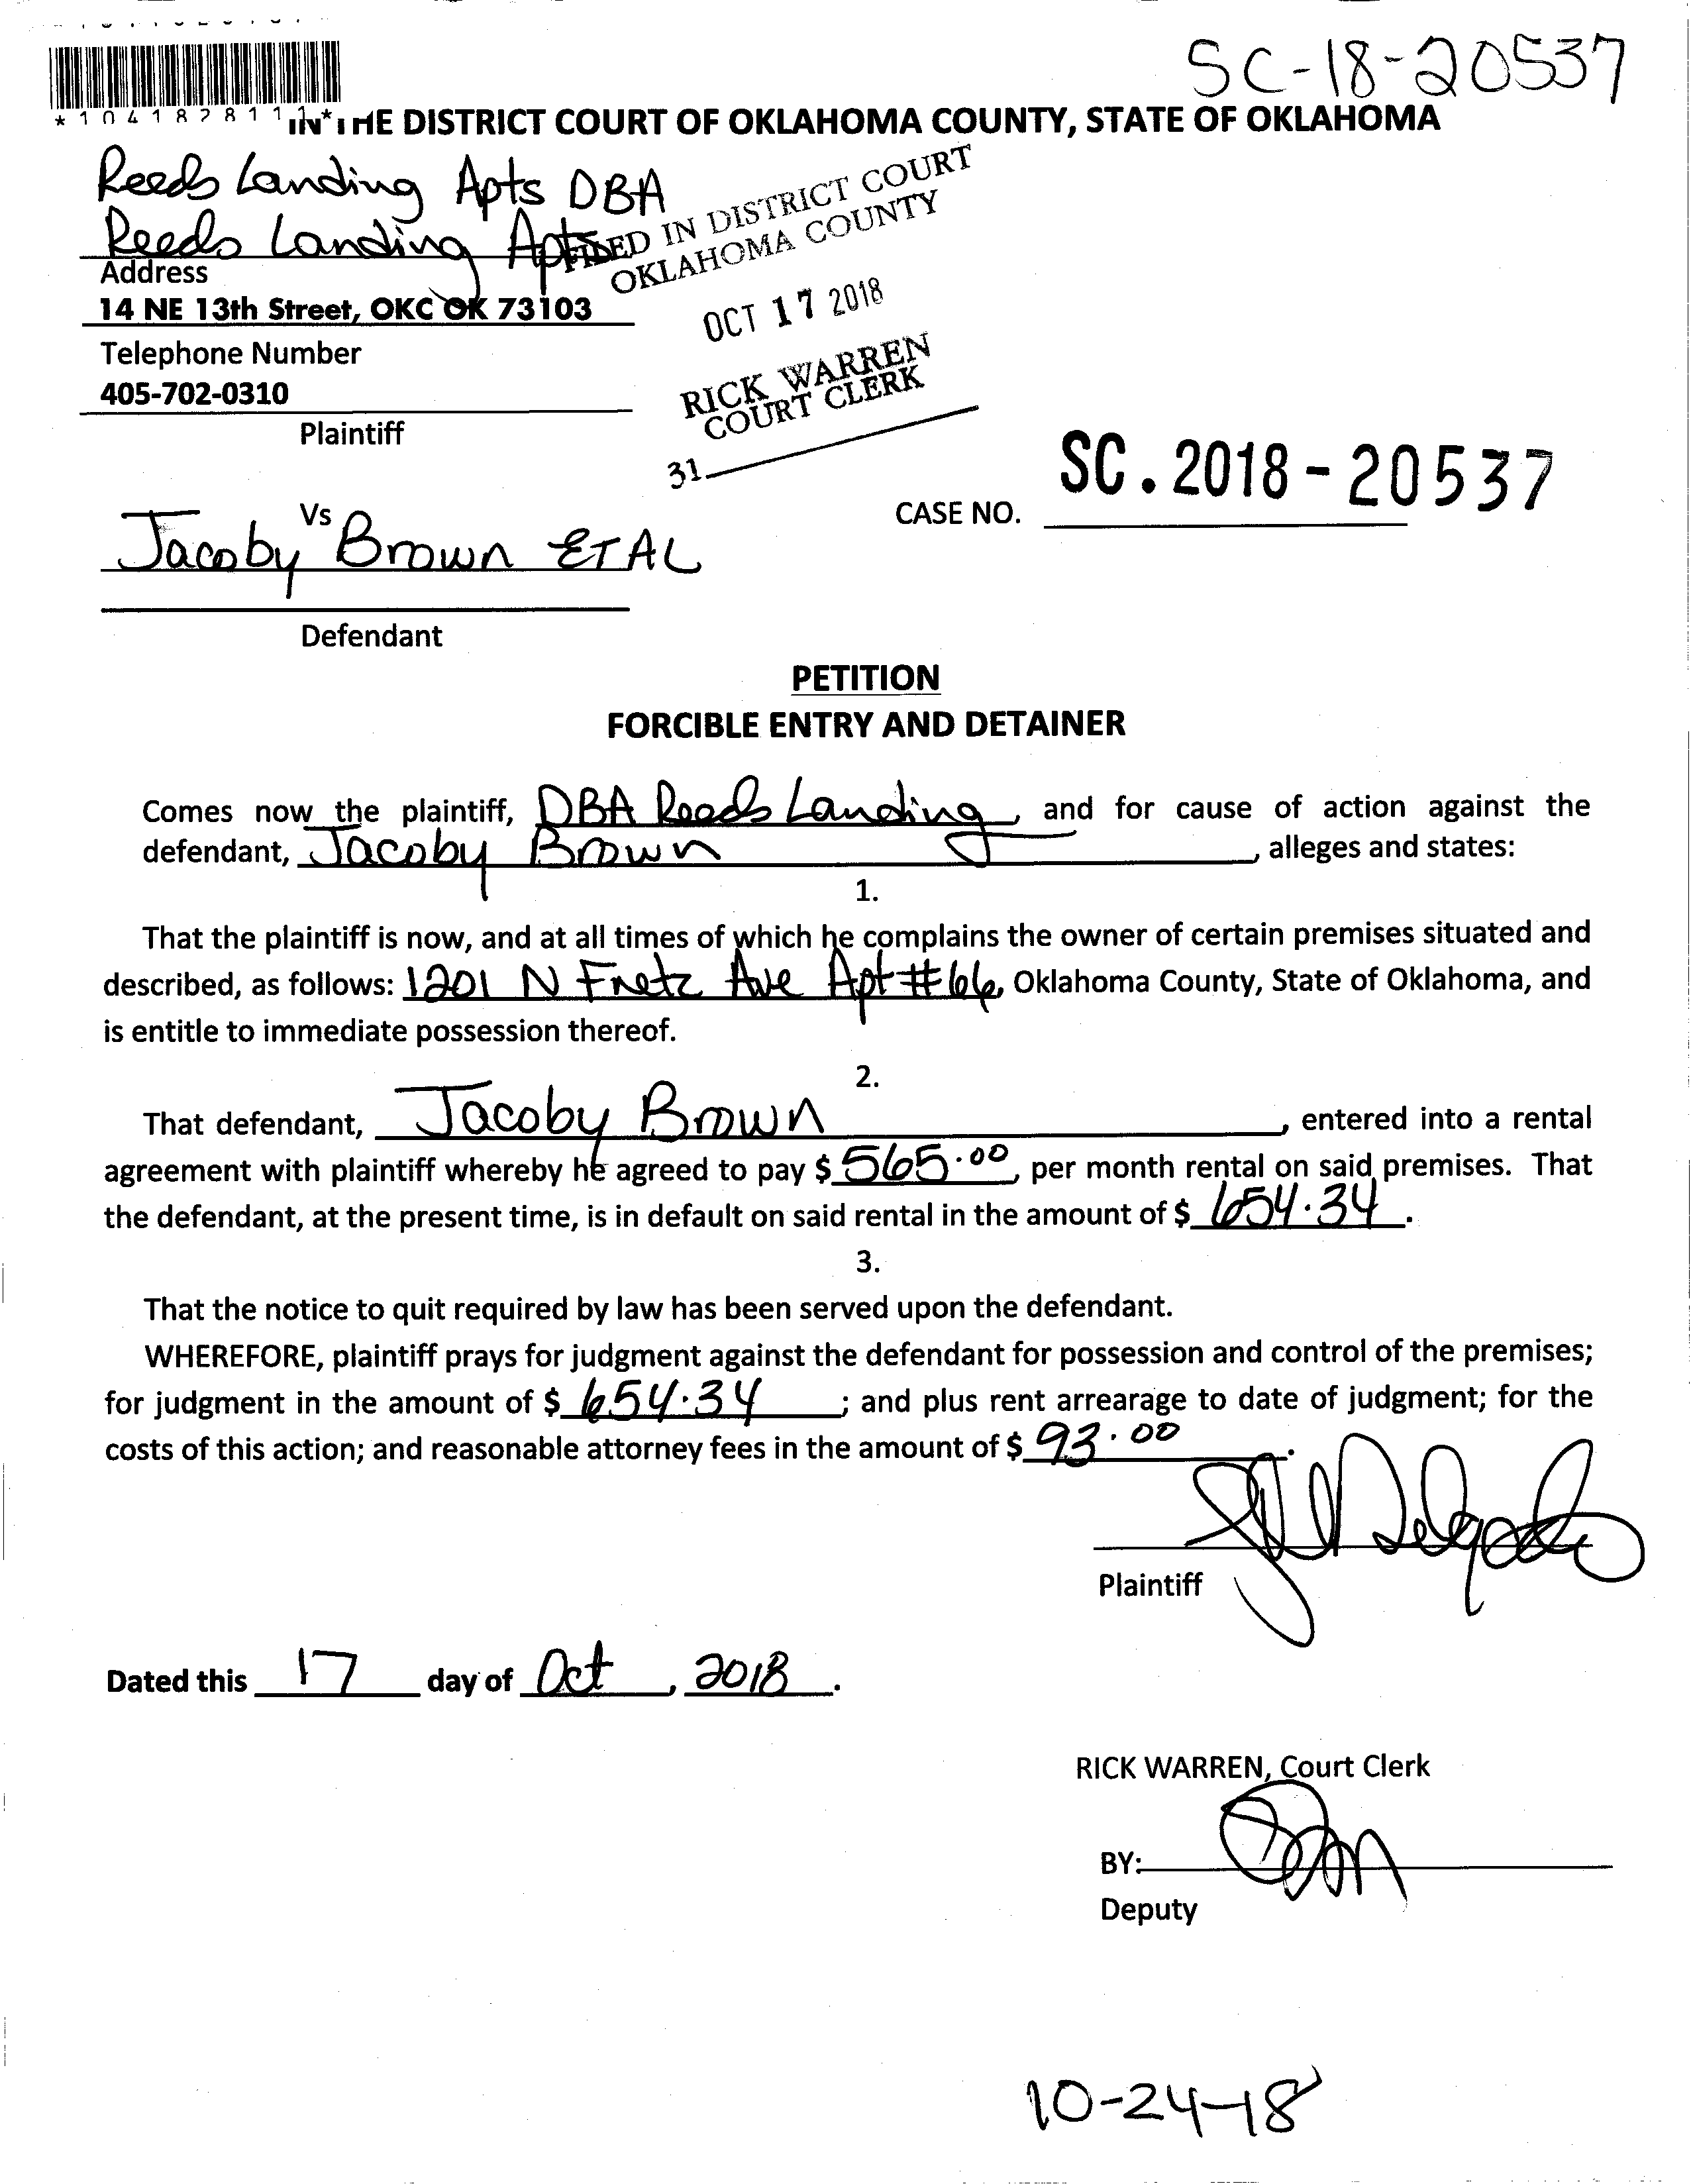 SC-18-20537
*1041828111*
IN THE DISTRICT COURT OF OKLAHOMA COUNTY, STATE OF OKLAHOMA
Reeds Landing Apts DBA
Reeds Landing Apts
FILED IN DISTRICT COURT
OKLAHOMA COUNTY
Address
14 NE 13th Street, OKC OK 73103
OCT 17 2018
Telephone Number
405-702-0310
RICK WARREN
COURT CLERK
Plaintiff
31
SC.2018-20537
CASE NO.
Vs
Jacoby Brown ET AL
Defendant
PETITION
FORCIBLE ENTRY AND DETAINER
Comes now the plaintiff, DBA Reeds Landing, and for cause of action against the
defendant, Jacoby Brown, alleges and states:
1.
That the plaintiff is now, and at all times of which he complains the owner of certain premises situated and
described, as follows: 1201 N Fretz Ave Apt #66, Oklahoma County, State of Oklahoma, and
is entitle to immediate possession thereof.
2.
That defendant, Jacoby Brown, entered into a rental
agreement with plaintiff whereby he agreed to pay $ 565.00, per month rental on said premises. That
the defendant, at the present time, is in default on said rental in the amount of $ 654.34.
3.
That the notice to quit required by law has been served upon the defendant.
WHEREFORE, plaintiff prays for judgment against the defendant for possession and control of the premises;
for judgment in the amount of $ 654.34; and plus rent arrearage to date of judgment; for the
costs of this action; and reasonable attorney fees in the amount of $ 93.00.
Delgado
Plaintiff
Dated this 17 day of Oct, 2018.
RICK WARREN, Court Clerk
BY:
Deputy
10-24-18